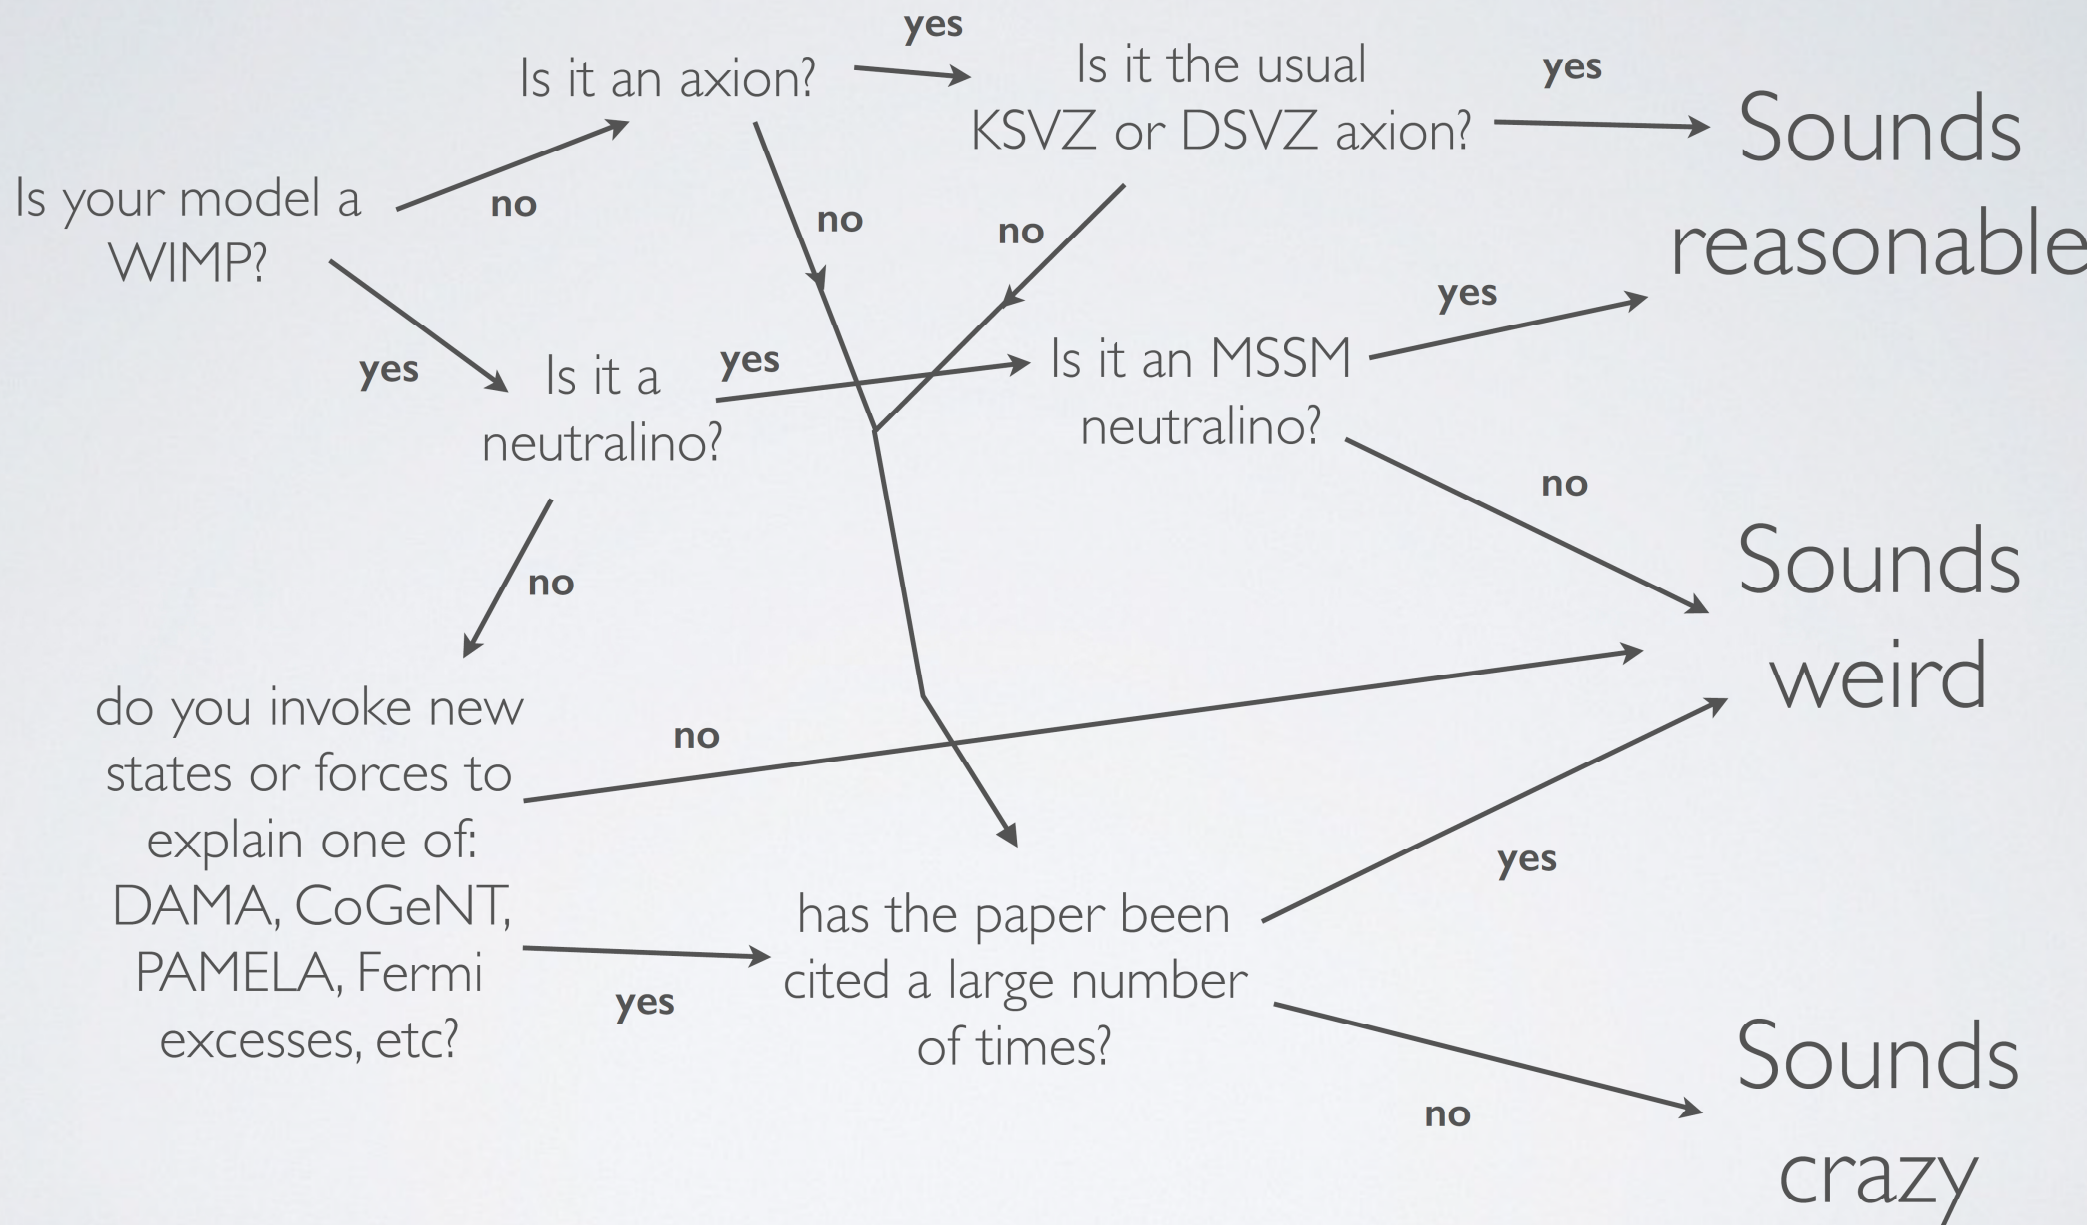 yes
Is it an axion?
Is it the usual
KSVZ or DSVZ axion?
yes
Sounds
reasonable
Is your model a
WIMP?
no
no
no
yes
Is it a
neutralino?
yes
Is it an MSSM
neutralino?
yes
no
no
Sounds
weird
do you invoke new
states or forces to
explain one of:
DAMA, CoGeNT,
PAMELA, Fermi
excesses, etc?
no
yes
has the paper been
cited a large number
of times?
yes
no
Sounds
crazy